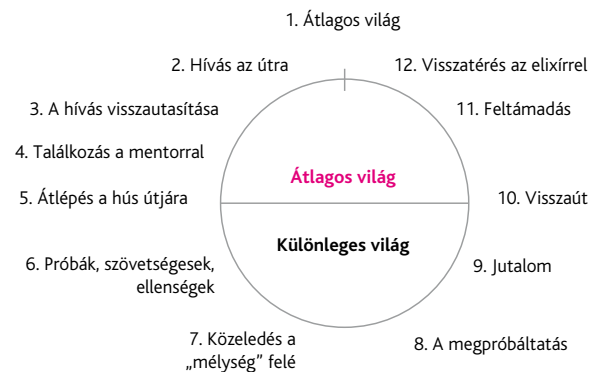 1. Átlagos világ
2. Hívás az útra
3. A hívás visszautasítása
4. Találkozás a mentorral
5. Átlépés a hús útjára
6. Próbák, szövetségesek,
ellenségek
7. Közeledés a
„mélység” felé
8. A megpróbáltatás
9. Jutalom
10. Visszaút
11. Feltámadás
12. Visszatérés az elixírrel
Átlagos világ
Különleges világ